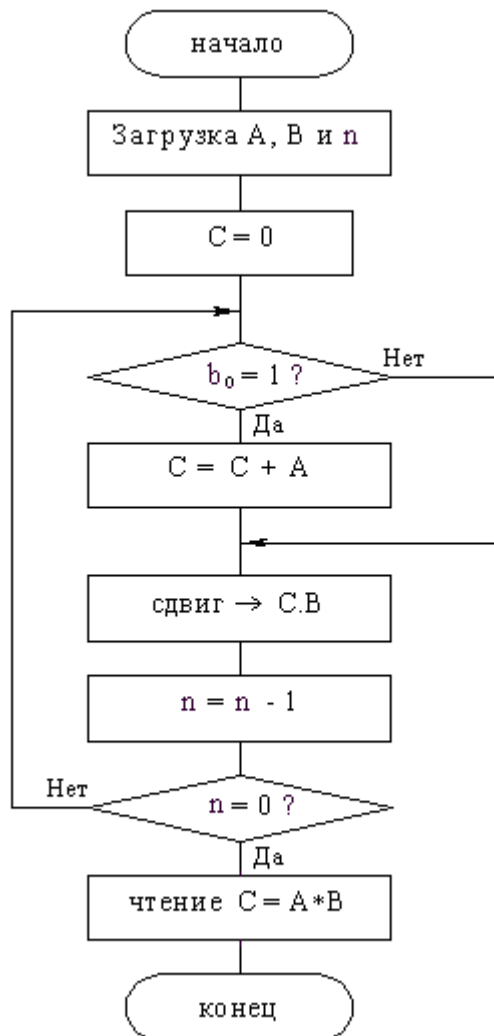 начало
Загрузка A, B и n
C = 0
b₀ = 1 ?
Нет
Да
C = C + A
сдвиг → C.B
n = n - 1
Нет
n = 0 ?
Да
чтение C = A*B
конец